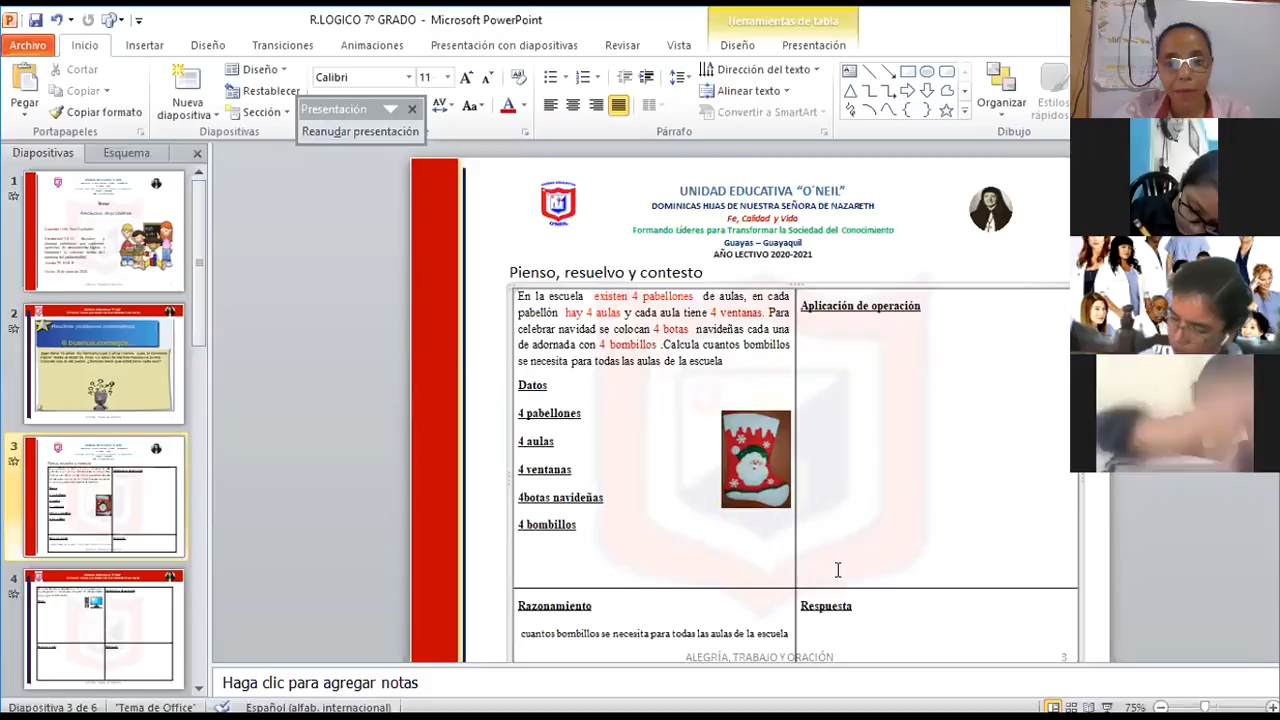 R.LOGICO 7º GRADO - Microsoft PowerPoint
Herramientas de tabla
Archivo
Inicio
Insertar
Diseño
Transiciones
Animaciones
Presentación con diapositivas
Revisar
Vista
Diseño
Presentación
Pegar
Cortar
Copiar
Copiar formato
Portapapeles
Nueva
diapositiva
Diseño
Restablecer
Sección
Diapositivas
Calibri
11
Presentación
Reanudar presentación
Dirección del texto
Alinear texto
Convertir a SmartArt
Párrafo
Organizar
Estilos
rápidos
Dibujo
Diapositivas
Esquema
1
2
3
4
UNIDAD EDUCATIVA “O´NEIL”
DOMINICAS HIJAS DE NUESTRA SEÑORA DE NAZARETH
Fe, Calidad y Vida
Formando Líderes para Transformar la Sociedad del Conocimiento
Guayas – Guayaquil
AÑO LECTIVO 2020-2021
Pienso, resuelvo y contesto
En la escuela existen 4 pabellones de aulas, en cada
pabellón hay 4 aulas y cada aula tiene 4 ventanas. Para
celebrar navidad se colocan 4 botas navideñas cada una
de adornada con 4 bombillos .Calcula cuantos bombillos
se necesita para todas las aulas de la escuela
Datos
4 pabellones
4 aulas
4 ventanas
4botas navideñas
4 bombillos
Aplicación de operación
Razonamiento
cuantos bombillos se necesita para todas las aulas de la escuela
Respuesta
ALEGRÍA, TRABAJO Y ORACIÓN
3
Haga clic para agregar notas
Diapositiva 3 de 6
"Tema de Office"
Español (alfab. internacional)
75%